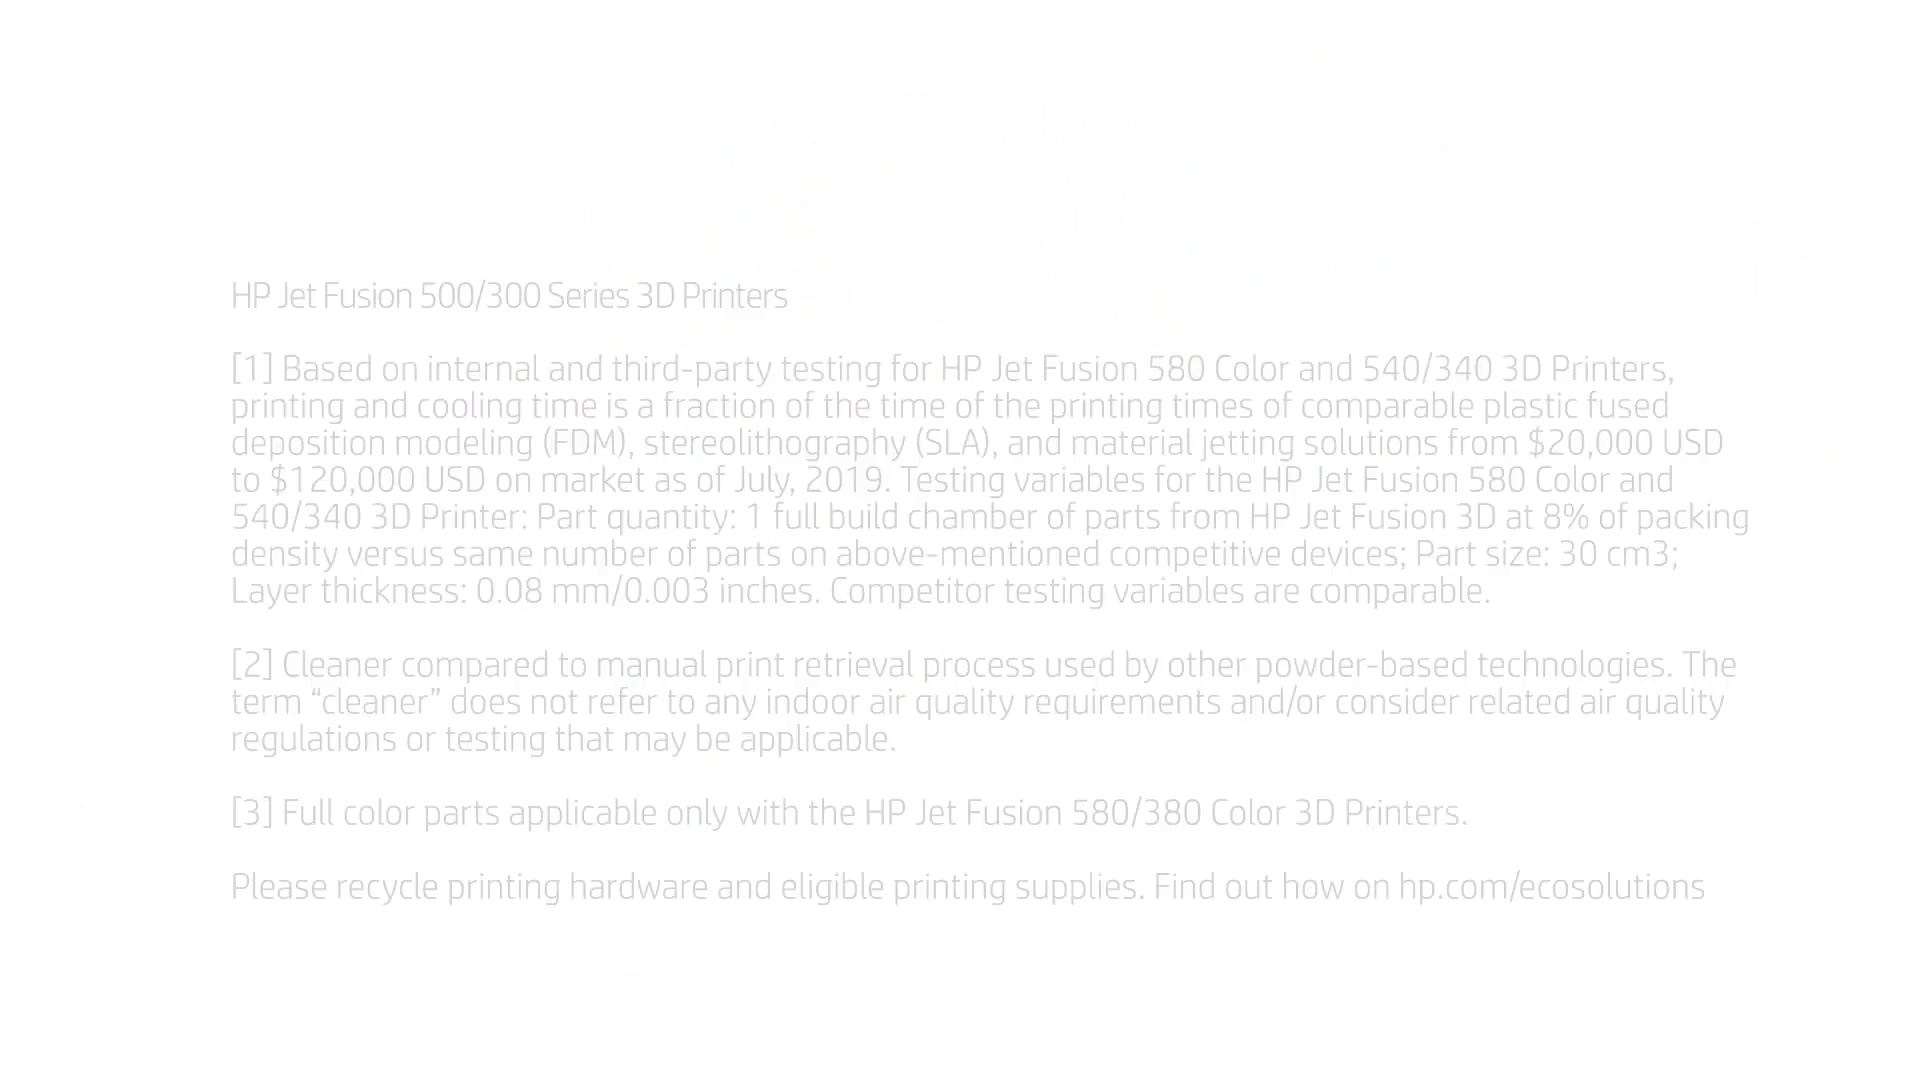 HP Jet Fusion 500/300 Series 3D Printers
[1] Based on internal and third-party testing for HP Jet Fusion 580 Color and 540/340 3D Printers,
printing and cooling time is a fraction of the time of the printing times of comparable plastic fused
deposition modeling (FDM), stereolithography (SLA), and material jetting solutions from $20,000 USD
to $120,000 USD on market as of July, 2019. Testing variables for the HP Jet Fusion 580 Color and
540/340 3D Printer: Part quantity: 1 full build chamber of parts from HP Jet Fusion 3D at 8% of packing
density versus same number of parts on above-mentioned competitive devices; Part size: 30 cm3;
Layer thickness: 0.08 mm/0.003 inches. Competitor testing variables are comparable.
[2] Cleaner compared to manual print retrieval process used by other powder-based technologies. The
term “cleaner” does not refer to any indoor air quality requirements and/or consider related air quality
regulations or testing that may be applicable.
[3] Full color parts applicable only with the HP Jet Fusion 580/380 Color 3D Printers.
Please recycle printing hardware and eligible printing supplies. Find out how on hp.com/ecosolutions